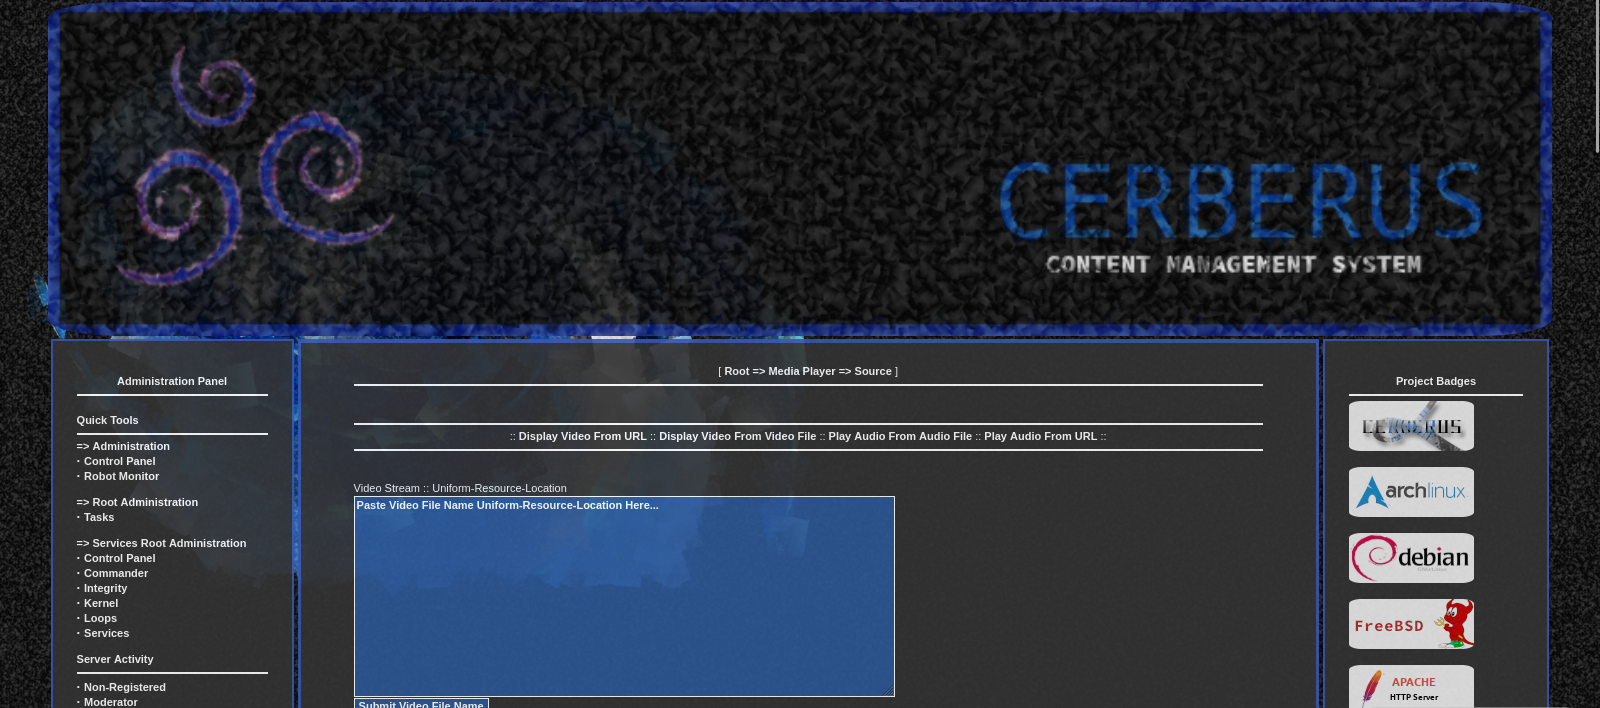 CERBERUS
CONTENT MANAGEMENT SYSTEM
Administration Panel
Quick Tools
=> Administration
· Control Panel
· Robot Monitor
=> Root Administration
· Tasks
=> Services Root Administration
· Control Panel
· Commander
· Integrity
· Kernel
· Loops
· Services
Server Activity
· Non-Registered
· Moderator
[ Root => Media Player => Source ]
:: Display Video From URL :: Display Video From Video File :: Play Audio From Audio File :: Play Audio From URL ::
Video Stream :: Uniform-Resource-Location
Paste Video File Name Uniform-Resource-Location Here...
Submit Video File Name
Project Badges
CERBERUS
archlinux
debian
FreeBSD
APACHE
HTTP Server